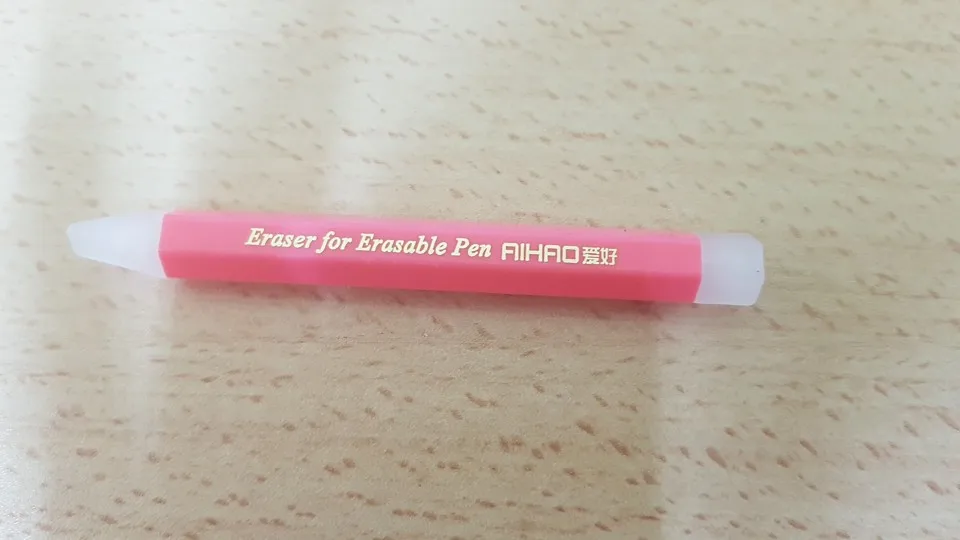 Eraser for Erasable Pen AIHAO爱好